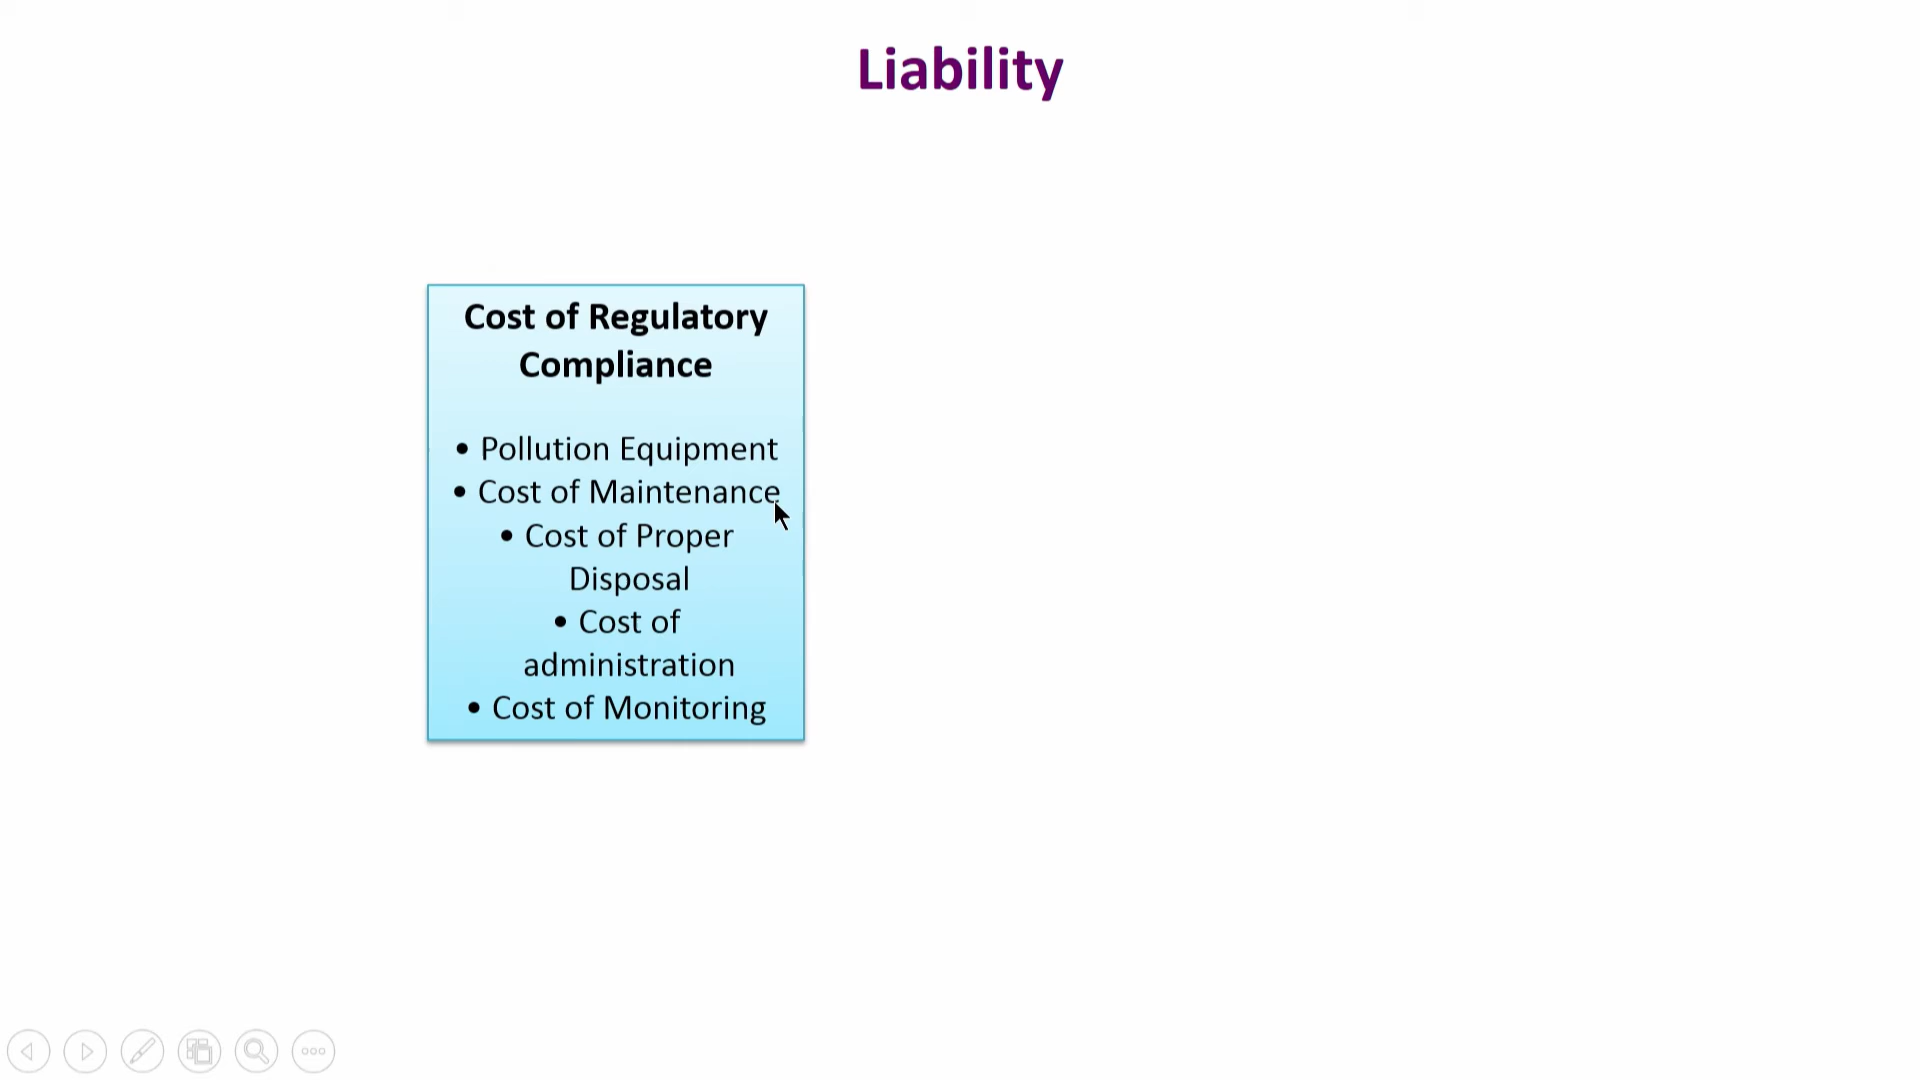 Liability
Cost of Regulatory
Compliance
• Pollution Equipment
• Cost of Maintenance
• Cost of Proper
Disposal
• Cost of
administration
• Cost of Monitoring